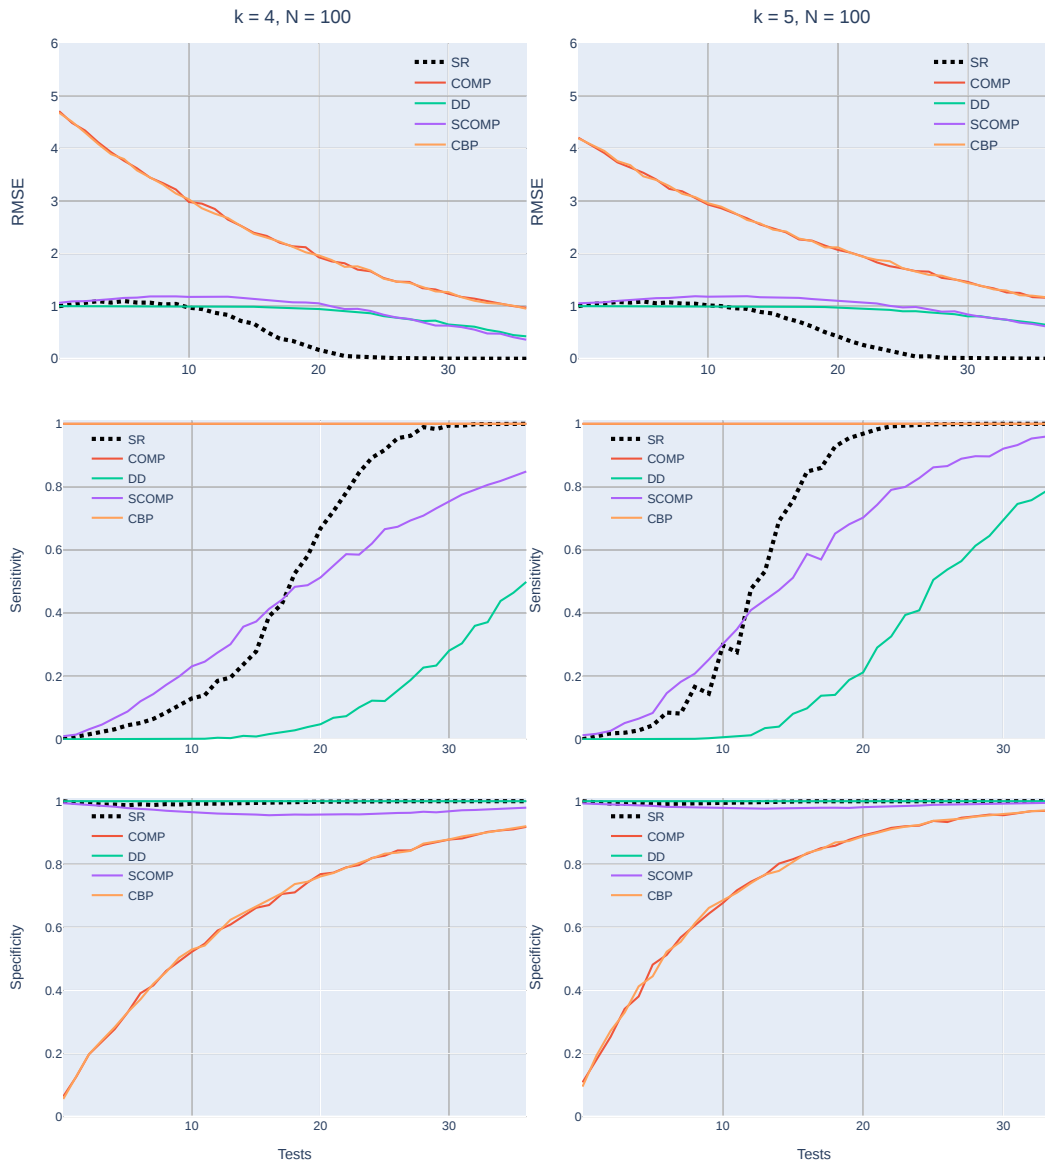 k = 4, N = 100
k = 5, N = 100
6
5
4
3
2
1
0
RMSE
SR
COMP
DD
SCOMP
CBP
10
20
30
6
5
4
3
2
1
0
RMSE
SR
COMP
DD
SCOMP
CBP
10
20
30
1
0.8
0.6
0.4
0.2
0
Sensitivity
SR
COMP
DD
SCOMP
CBP
10
20
30
1
0.8
0.6
0.4
0.2
0
Sensitivity
SR
COMP
DD
SCOMP
CBP
10
20
30
1
0.8
0.6
0.4
0.2
0
Specificity
SR
COMP
DD
SCOMP
CBP
10
20
30
Tests
1
0.8
0.6
0.4
0.2
0
Specificity
SR
COMP
DD
SCOMP
CBP
10
20
30
Tests